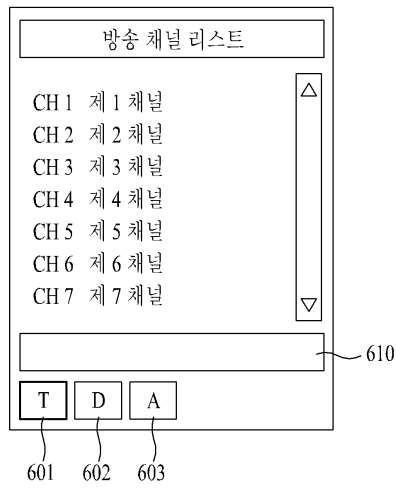 방송 채널 리스트
CH 1 제 1 채널
CH 2 제 2 채널
CH 3 제 3 채널
CH 4 제 4 채널
CH 5 제 5 채널
CH 6 제 6 채널
CH 7 제 7 채널
610
T D A
601 602 603